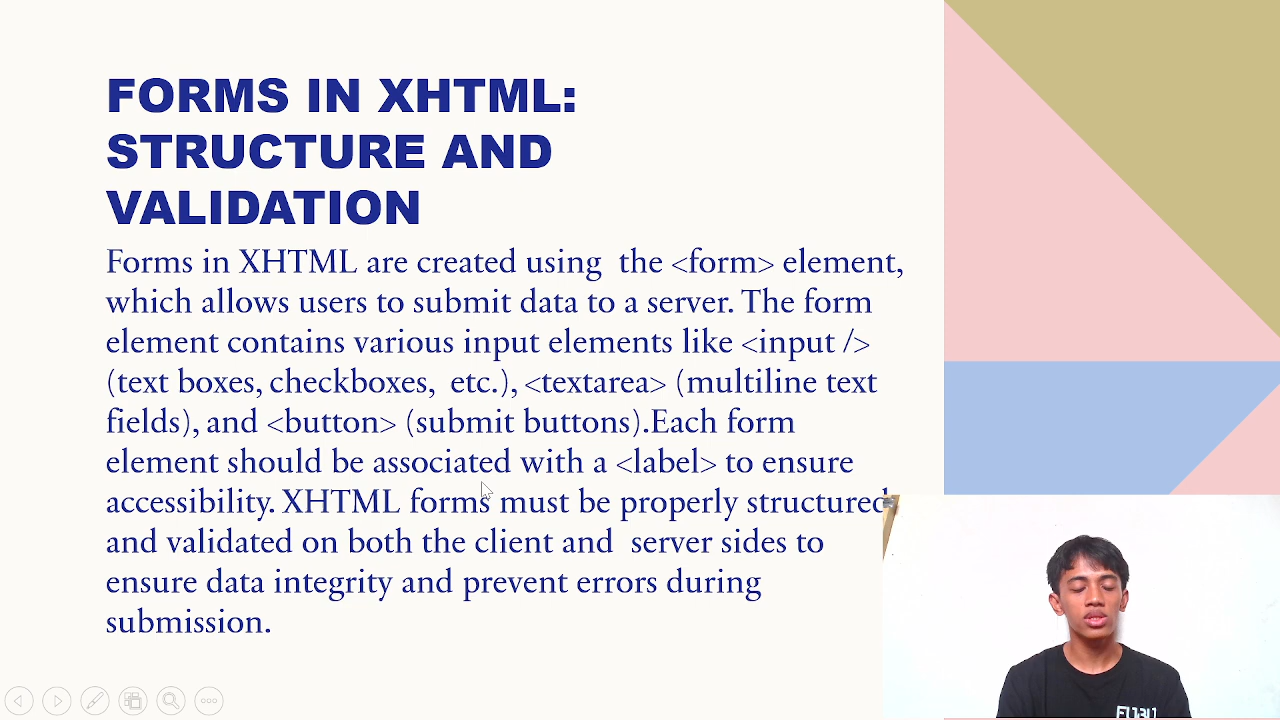 FORMS IN XHTML:
STRUCTURE AND
VALIDATION
Forms in XHTML are created using  the <form> element,
which allows users to submit data to a server. The form
element contains various input elements like <input />
(text boxes, checkboxes,  etc.), <textarea> (multiline text
fields), and <button> (submit buttons).Each form
element should be associated with a <label> to ensure
accessibility. XHTML forms must be properly structured
and validated on both the client and  server sides to
ensure data integrity and prevent errors during
submission.